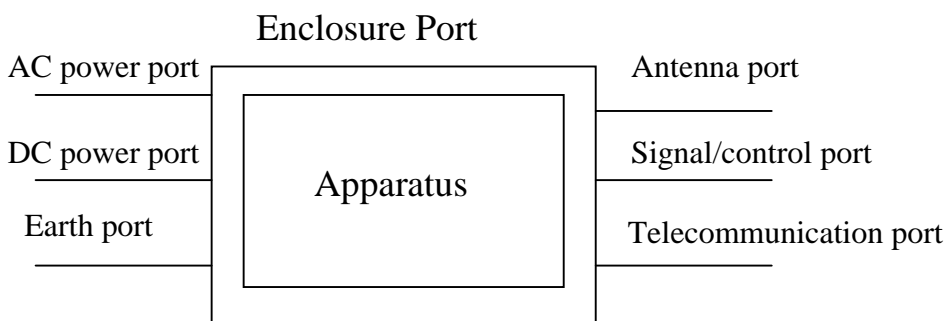 Enclosure Port
AC power port
Antenna port
DC power port
Signal/control port
Apparatus
Earth port
Telecommunication port